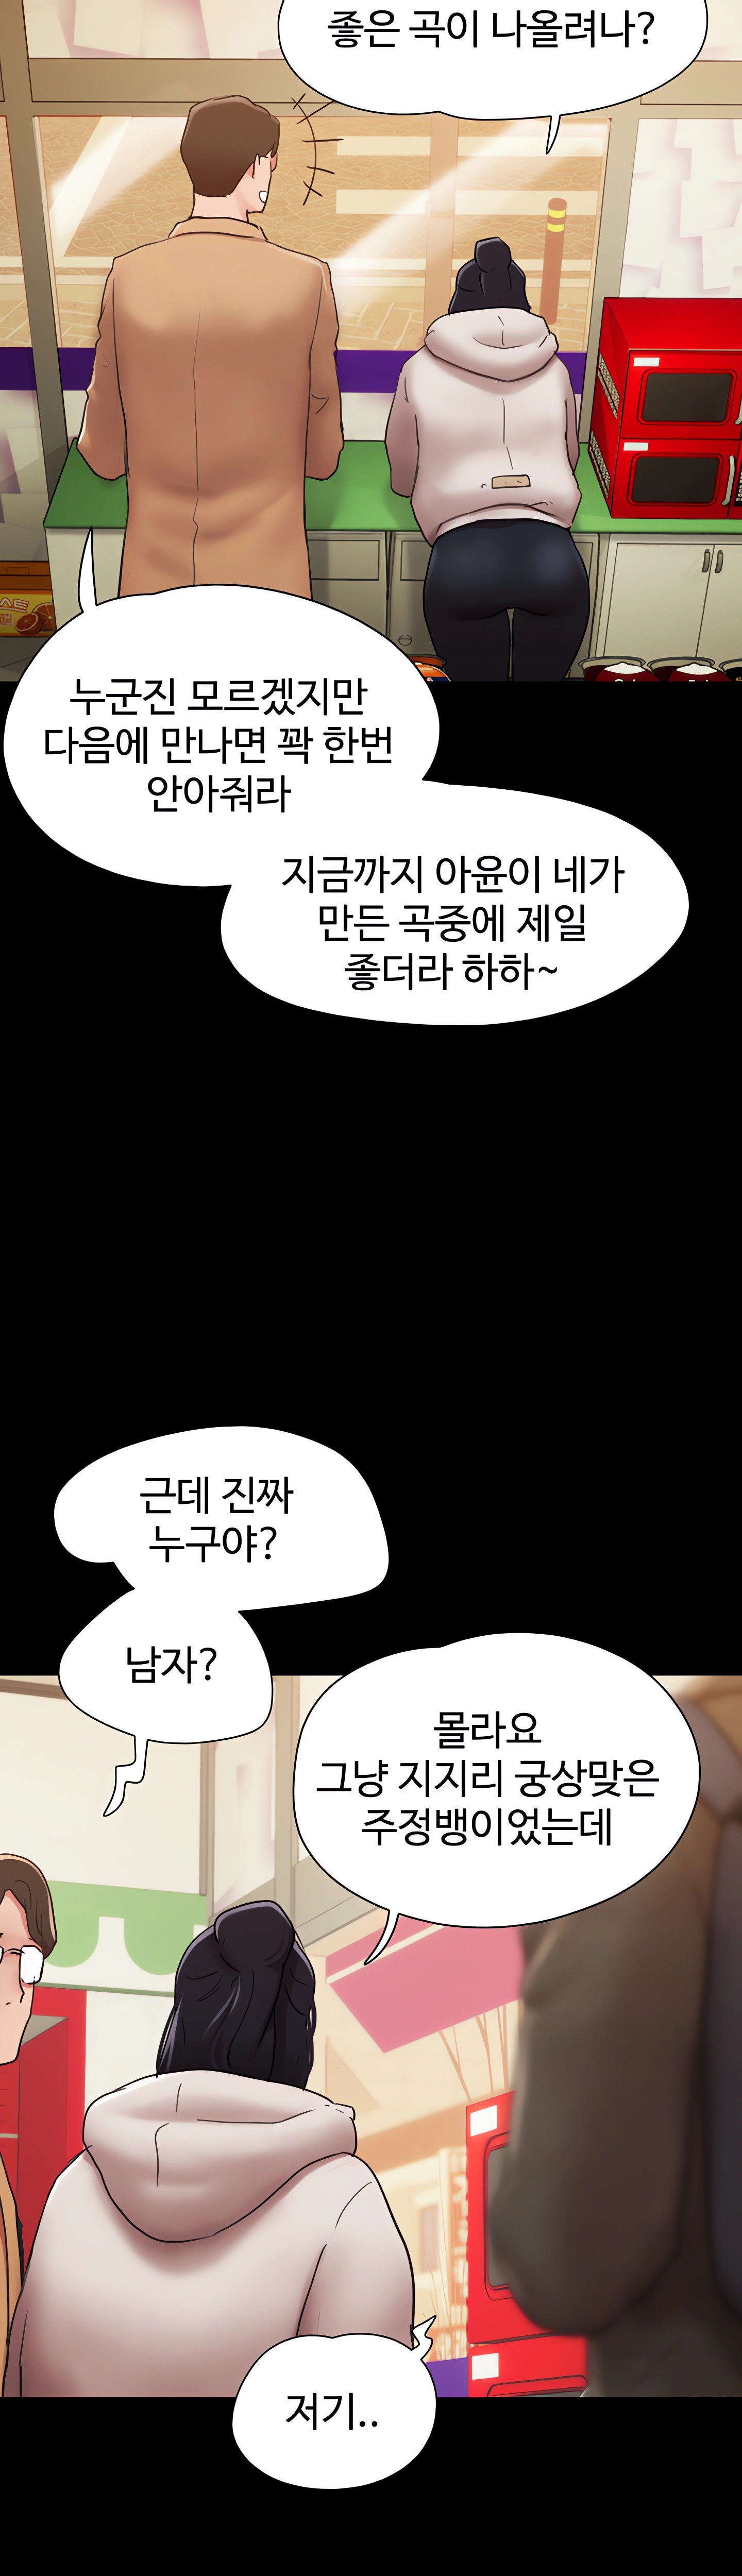 좋은 곡이 나올려나?
누군진 모르겠지만
다음에 만나면 꽉 한번
안아줘라
지금까지 아윤이 네가
만든 곡중에 제일
좋더라 하하~
근데 진짜
누구야?
남자?
몰라요
그냥 지지리 궁상맞은
주정뱅이었는데
저기..